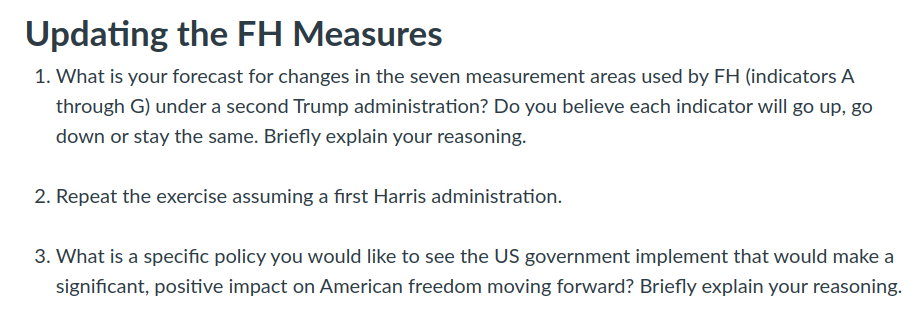 Updating the FH Measures
1. What is your forecast for changes in the seven measurement areas used by FH (indicators A
through G) under a second Trump administration? Do you believe each indicator will go up, go
down or stay the same. Briefly explain your reasoning.
2. Repeat the exercise assuming a first Harris administration.
3. What is a specific policy you would like to see the US government implement that would make a
significant, positive impact on American freedom moving forward? Briefly explain your reasoning.